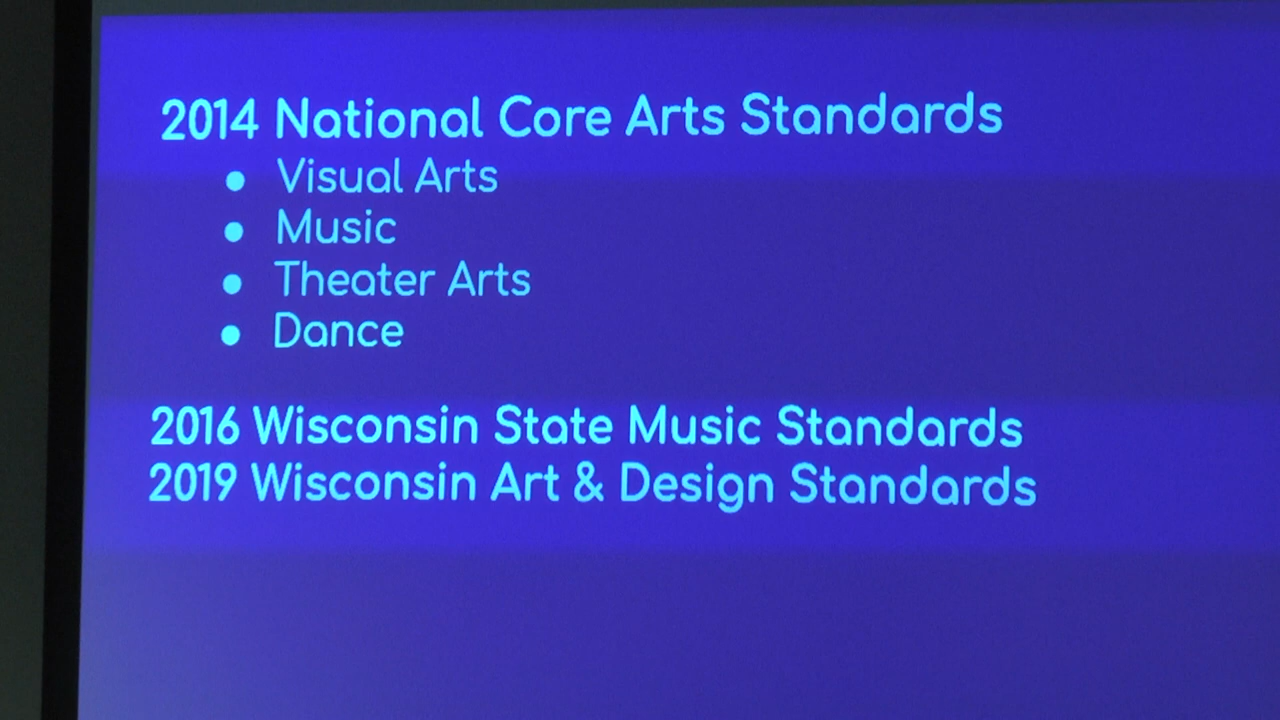 2014 National Core Arts Standards
● Visual Arts
● Music
● Theater Arts
● Dance
2016 Wisconsin State Music Standards
2019 Wisconsin Art & Design Standards